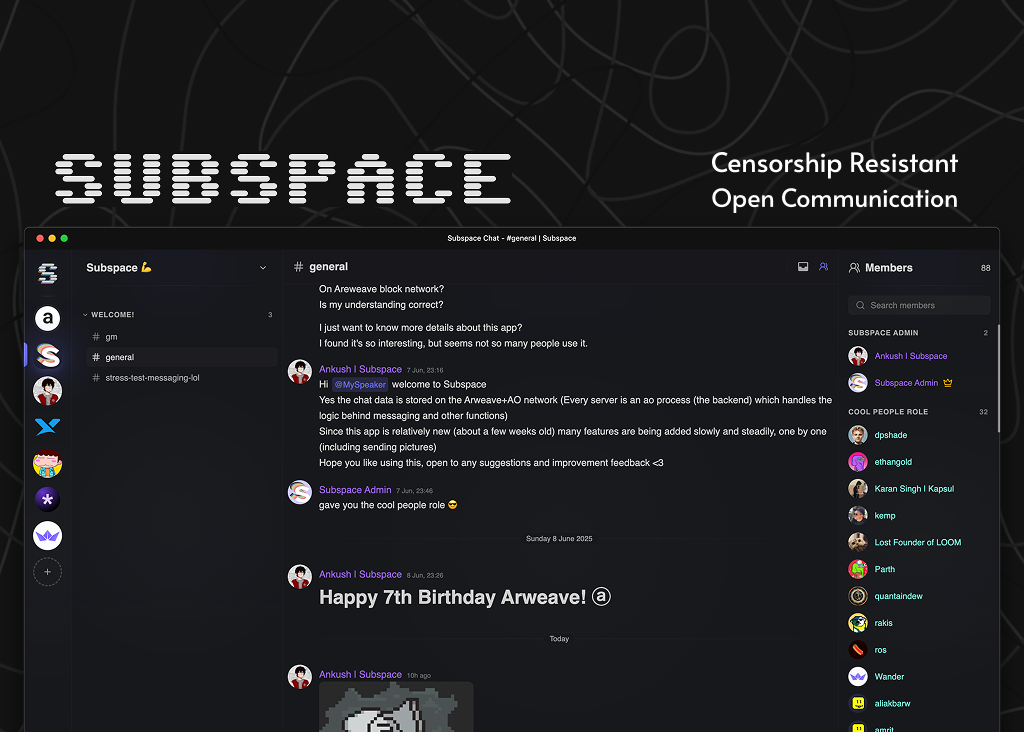 SUBSPACE
Censorship Resistant
Open Communication
Subspace Chat - #general | Subspace
Subspace 💪
WELCOME!
3
# gm
# general
# stress-test-messaging-lol
# general
On Areweave block network?
Is my understanding correct?
I just want to know more details about this app?
I found it's so interesting, but seems not so many people use it.
Ankush | Subspace 7 Jun, 23:16
Hi @MySpeaker welcome to Subspace
Yes the chat data is stored on the Arweave+AO network (Every server is an ao process (the backend) which handles the
logic behind messaging and other functions)
Since this app is relatively new (about a few weeks old) many features are being added slowly and steadily, one by one
(including sending pictures)
Hope you like using this, open to any suggestions and improvement feedback <3
Subspace Admin 7 Jun, 23:46
gave you the cool people role 😎
Sunday 8 June 2025
Ankush | Subspace 8 Jun, 23:26
Happy 7th Birthday Arweave! ⓐ
Today
Ankush | Subspace 10h ago
Members
88
Search members
SUBSPACE ADMIN
2
Ankush | Subspace
Subspace Admin
COOL PEOPLE ROLE
32
dpshade
ethangold
Karan Singh | Kapsul
kemp
Lost Founder of LOOM
Parth
quantaindew
rakis
ros
Wander
aliakbarw
amrit